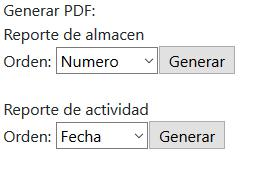 Generar PDF:
Reporte de almacen
Orden: Numero Generar
Reporte de actividad
Orden: Fecha Generar